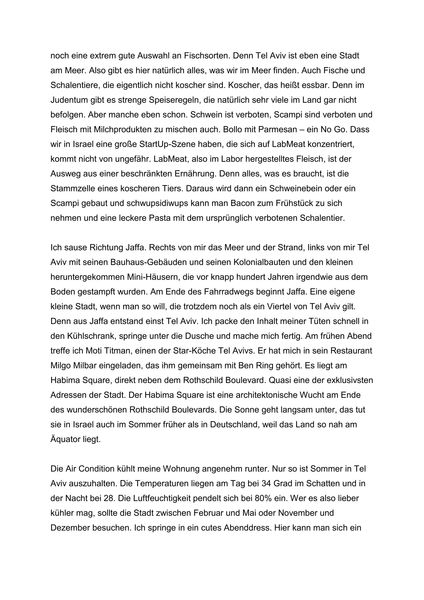 noch eine extrem gute Auswahl an Fischsorten. Denn Tel Aviv ist eben eine Stadt
am Meer. Also gibt es hier natürlich alles, was wir im Meer finden. Auch Fische und
Schalentiere, die eigentlich nicht koscher sind. Koscher, das heißt essbar. Denn im
Judentum gibt es strenge Speiseregeln, die natürlich sehr viele im Land gar nicht
befolgen. Aber manche eben schon. Schwein ist verboten, Scampi sind verboten und
Fleisch mit Milchprodukten zu mischen auch. Bollo mit Parmesan – ein No Go. Dass
wir in Israel eine große StartUp-Szene haben, die sich auf LabMeat konzentriert,
kommt nicht von ungefähr. LabMeat, also im Labor hergestelltes Fleisch, ist der
Ausweg aus einer beschränkten Ernährung. Denn alles, was es braucht, ist die
Stammzelle eines koscheren Tiers. Daraus wird dann ein Schweinebein oder ein
Scampi gebaut und schwupsidiwups kann man Bacon zum Frühstück zu sich
nehmen und eine leckere Pasta mit dem ursprünglich verbotenen Schalentier.
Ich sause Richtung Jaffa. Rechts von mir das Meer und der Strand, links von mir Tel
Aviv mit seinen Bauhaus-Gebäuden und seinen Kolonialbauten und den kleinen
heruntergekommen Mini-Häusern, die vor knapp hundert Jahren irgendwie aus dem
Boden gestampft wurden. Am Ende des Fahrradwegs beginnt Jaffa. Eine eigene
kleine Stadt, wenn man so will, die trotzdem noch als ein Viertel von Tel Aviv gilt.
Denn aus Jaffa entstand einst Tel Aviv. Ich packe den Inhalt meiner Tüten schnell in
den Kühlschrank, springe unter die Dusche und mache mich fertig. Am frühen Abend
treffe ich Moti Titman, einen der Star-Köche Tel Avivs. Er hat mich in sein Restaurant
Milgo Milbar eingeladen, das ihm gemeinsam mit Ben Ring gehört. Es liegt am
Habima Square, direkt neben dem Rothschild Boulevard. Quasi eine der exklusivsten
Adressen der Stadt. Der Habima Square ist eine architektonische Wucht am Ende
des wunderschönen Rothschild Boulevards. Die Sonne geht langsam unter, das tut
sie in Israel auch im Sommer früher als in Deutschland, weil das Land so nah am
Äquator liegt.
Die Air Condition kühlt meine Wohnung angenehm runter. Nur so ist Sommer in Tel
Aviv auszuhalten. Die Temperaturen liegen am Tag bei 34 Grad im Schatten und in
der Nacht bei 28. Die Luftfeuchtigkeit pendelt sich bei 80% ein. Wer es also lieber
kühler mag, sollte die Stadt zwischen Februar und Mai oder November und
Dezember besuchen. Ich springe in ein cutes Abenddress. Hier kann man sich ein